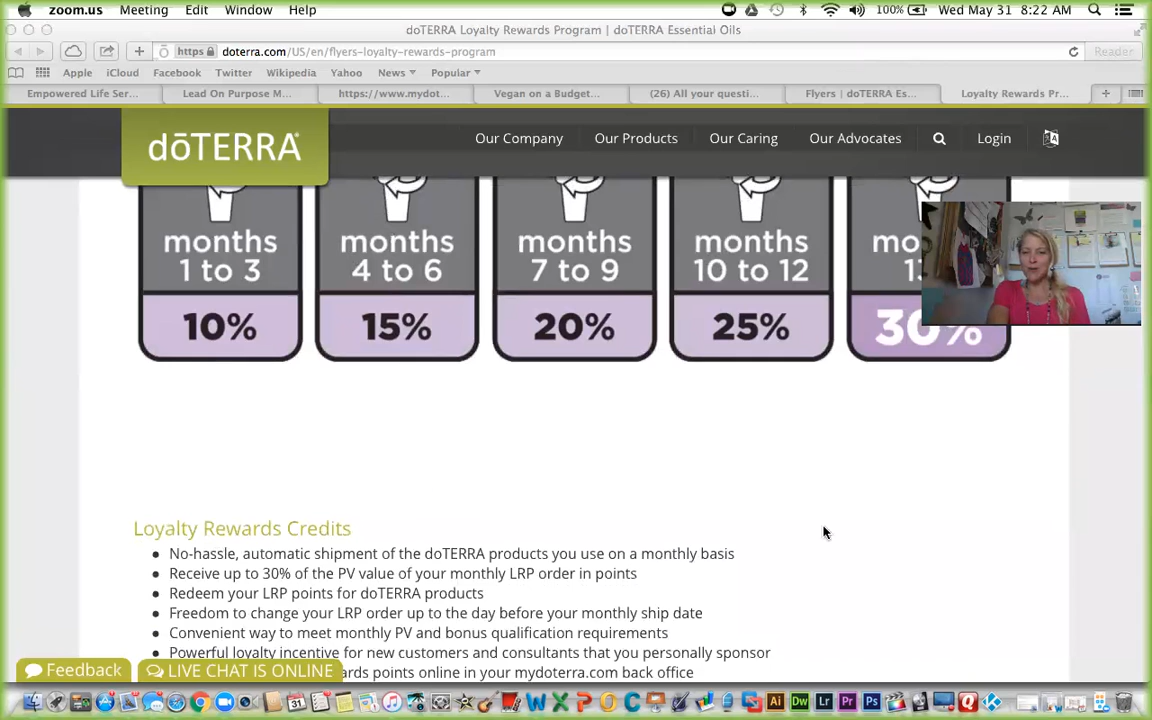 zoom.us Meeting Edit Window Help 100% Wed May 31 8:22 AM
doTERRA Loyalty Rewards Program | doTERRA Essential Oils
https doterra.com/US/en/flyers-loyalty-rewards-program Reader
Apple iCloud Facebook Twitter Wikipedia Yahoo News Popular
Empowered Life Ser... Lead On Purpose M... https://www.mydot... Vegan on a Budget... (26) All your questi... Flyers | doTERRA Es... Loyalty Rewards Pr...
dōTERRA® Our Company Our Products Our Caring Our Advocates Login
months months months months mo
1 to 3 4 to 6 7 to 9 10 to 12 1
10% 15% 20% 25% 30%
Loyalty Rewards Credits
• No-hassle, automatic shipment of the doTERRA products you use on a monthly basis
• Receive up to 30% of the PV value of your monthly LRP order in points
• Redeem your LRP points for doTERRA products
• Freedom to change your LRP order up to the day before your monthly ship date
• Convenient way to meet monthly PV and bonus qualification requirements
• Powerful loyalty incentive for new customers and consultants that you personally sponsor
Feedback LIVE CHAT IS ONLINE ards points online in your mydoterra.com back office